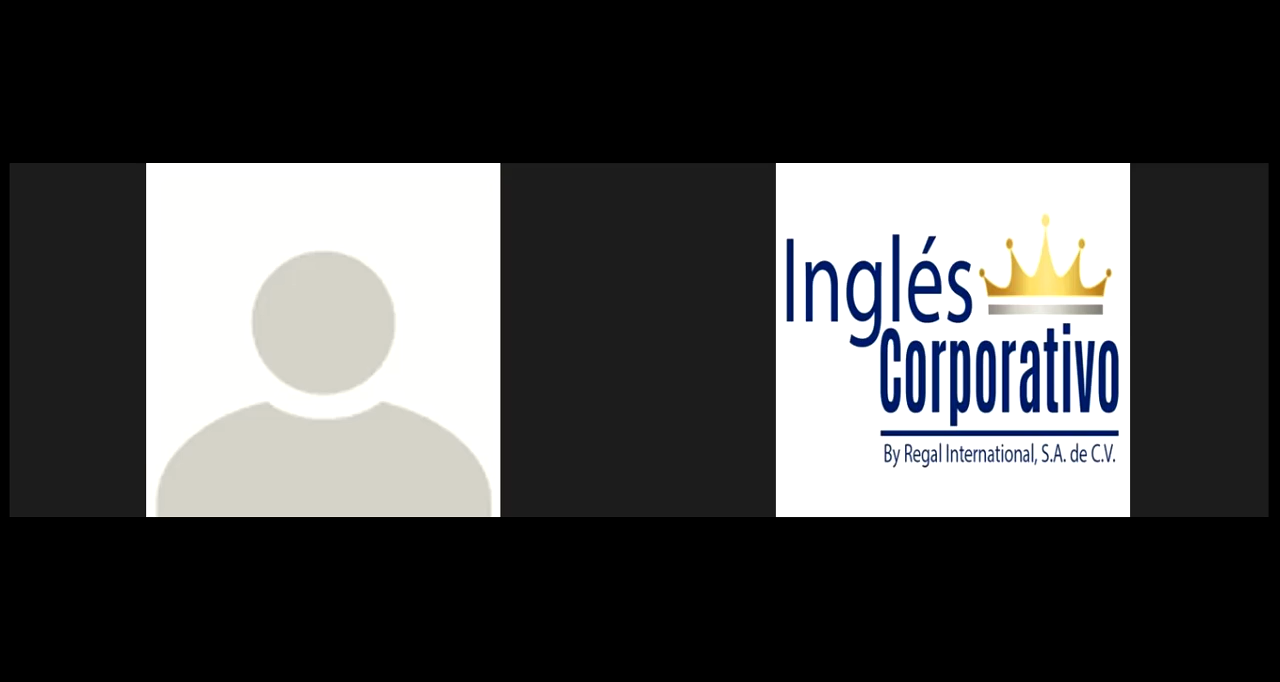 Inglés
Corporativo
By Regal International, S.A. de C.V.